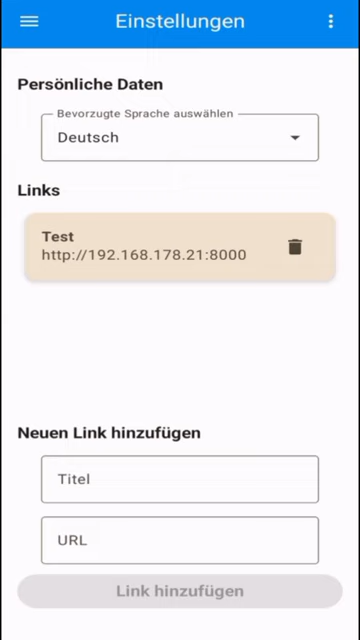 Einstellungen
Persönliche Daten
Bevorzugte Sprache auswählen
Deutsch
Links
Test
http://192.168.178.21:8000
Neuen Link hinzufügen
Titel
URL
Link hinzufügen